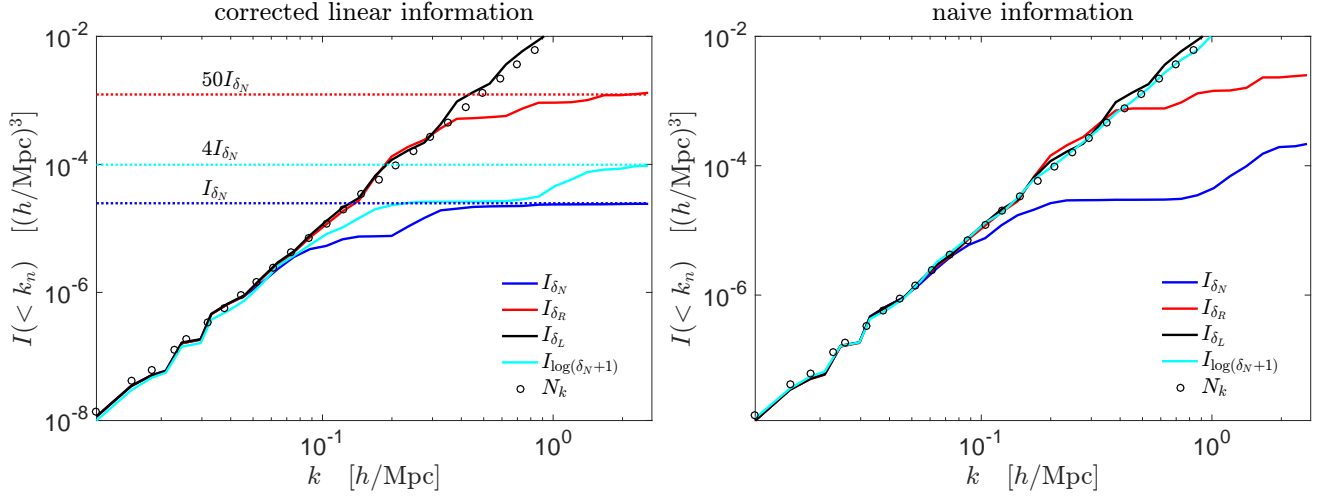 corrected linear information
10^{-2}
10^{-4}
10^{-6}
10^{-8}
I(< k_n) [(h/Mpc)^3]
50I_{δ_N}
4I_{δ_N}
I_{δ_N}
I_{δ_N}
I_{δ_R}
I_{δ_L}
I_{log(δ_N+1)}
N_k
10^{-1}
10^{0}
k [h/Mpc]
naive information
10^{-2}
10^{-4}
10^{-6}
I(< k_n) [(h/Mpc)^3]
I_{δ_N}
I_{δ_R}
I_{δ_L}
I_{log(δ_N+1)}
N_k
10^{-1}
10^{0}
k [h/Mpc]